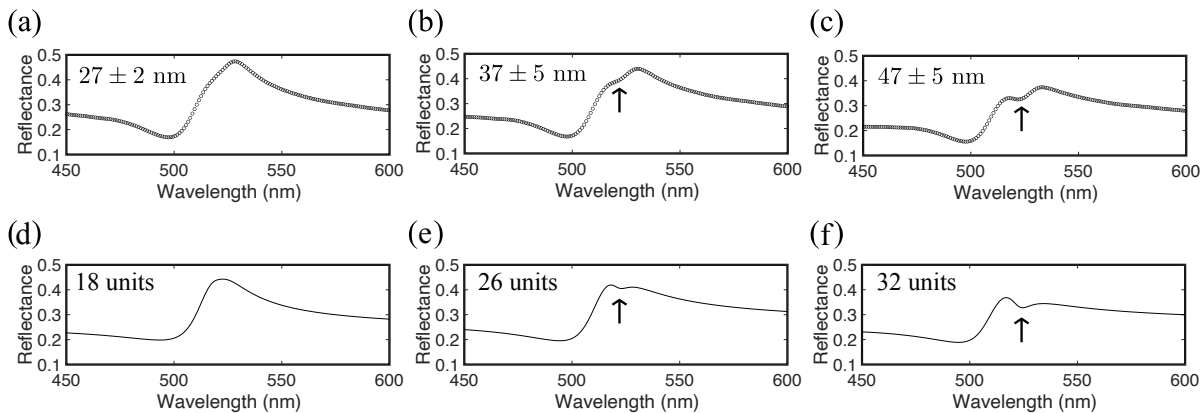 (a)
(b)
(c)
27 ± 2 nm
37 ± 5 nm
47 ± 5 nm
Reflectance
0.5
0.4
0.3
0.2
0.1
450
500
550
600
Wavelength (nm)
Reflectance
0.5
0.4
0.3
0.2
0.1
450
500
550
600
Wavelength (nm)
Reflectance
0.5
0.4
0.3
0.2
0.1
450
500
550
600
Wavelength (nm)
(d)
(e)
(f)
18 units
26 units
32 units
Reflectance
0.5
0.4
0.3
0.2
0.1
450
500
550
600
Wavelength (nm)
Reflectance
0.5
0.4
0.3
0.2
0.1
450
500
550
600
Wavelength (nm)
Reflectance
0.5
0.4
0.3
0.2
0.1
450
500
550
600
Wavelength (nm)